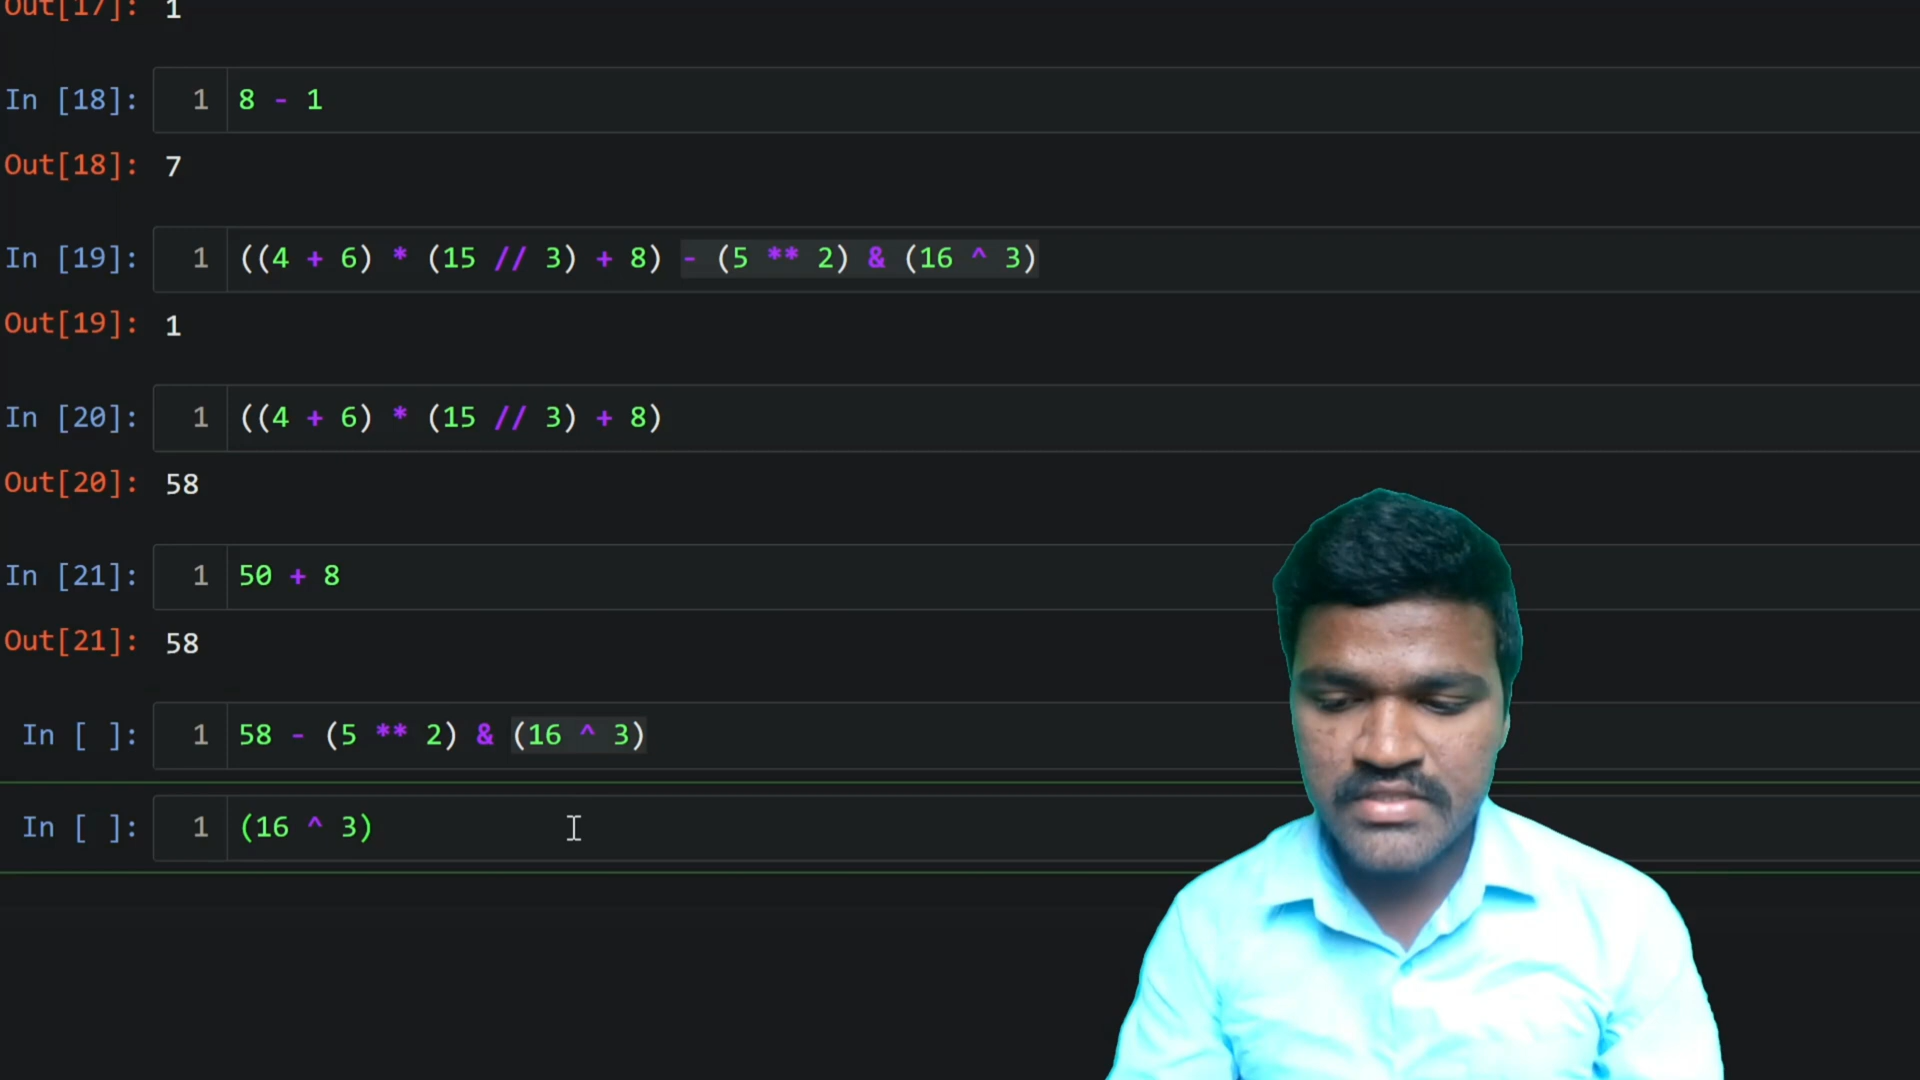 Out[17]: 1
In [18]: 1 8 - 1
Out[18]: 7
In [19]: 1 ((4 + 6) * (15 // 3) + 8) - (5 ** 2) & (16 ^ 3)
Out[19]: 1
In [20]: 1 ((4 + 6) * (15 // 3) + 8)
Out[20]: 58
In [21]: 1 50 + 8
Out[21]: 58
In [ ]: 1 58 - (5 ** 2) & (16 ^ 3)
In [ ]: 1 (16 ^ 3)